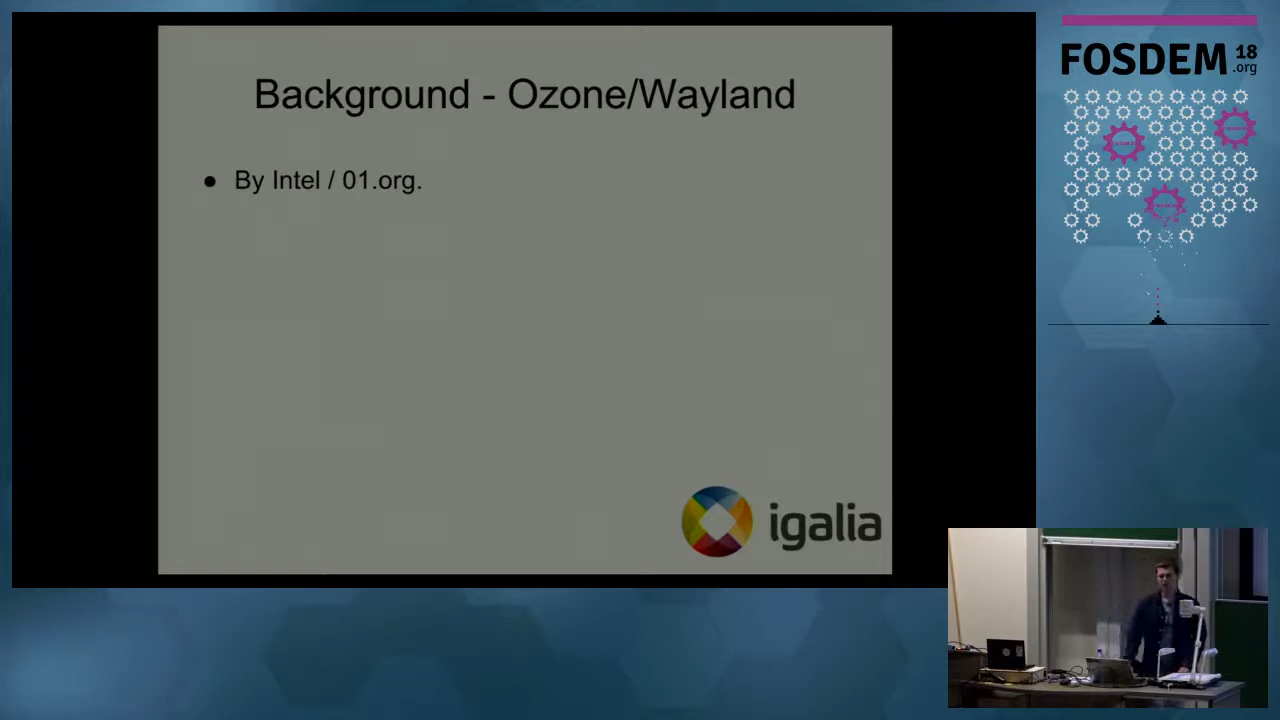 Background - Ozone/Wayland
● By Intel / 01.org.
igalia
FOSDEM 18
.org